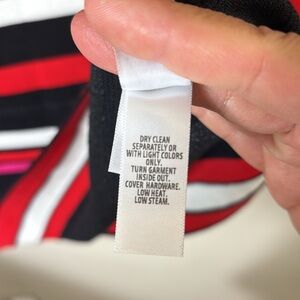 DRY CLEAN
SEPARATELY OR
WITH LIGHT COLORS
ONLY.
TURN GARMENT
INSIDE OUT.
COVER HARDWARE.
LOW HEAT.
LOW STEAM.